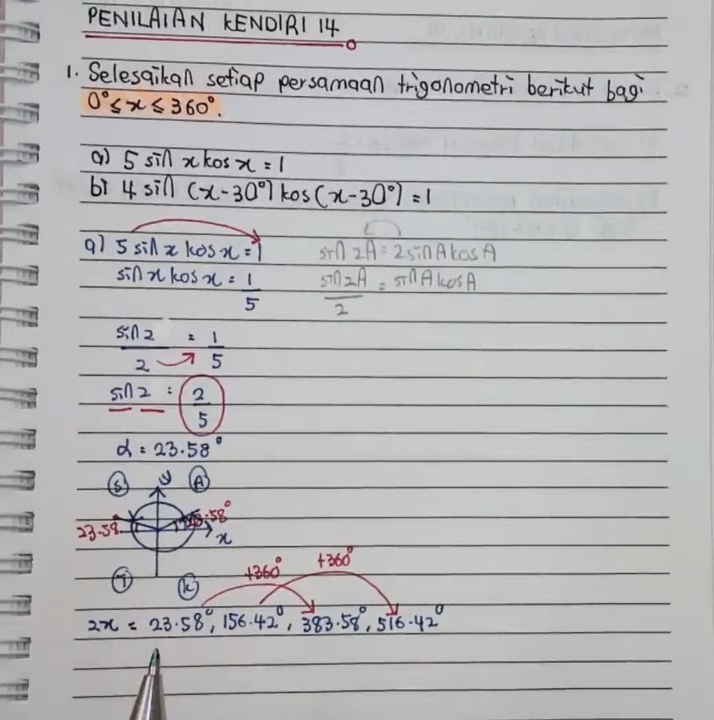 PENILAIAN KENDIRI 14
1. Selesaikan setiap persamaan trigonometri berikut bagi
0° ≤ x ≤ 360°.
a) 5 sin x kos x = 1
b) 4 sin (x-30°) kos (x-30°) = 1
a) 5 sin x kos x = 1
sin x kos x = 1/5
sin 2A = 2 sin A kos A
sin 2A/2 = sin A kos A
sin 2/2 = 1/5
sin 2 = 2/5
α = 23.58°
S y A
23.58° 23.58°
x
T K
+360° +360°
2x = 23.58°, 156.42°, 383.58°, 516.42°